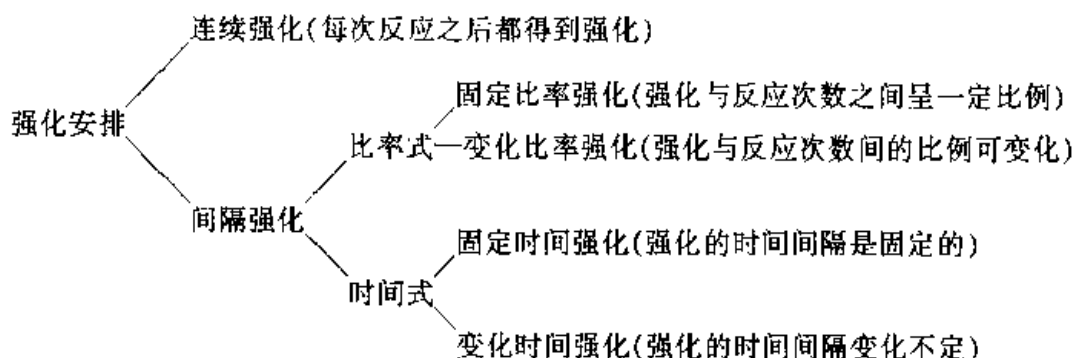 连续强化(每次反应之后都得到强化)
固定比率强化(强化与反应次数之间呈一定比例)
强化安排
比率式—变化比率强化(强化与反应次数间的比例可变化)
间隔强化
固定时间强化(强化的时间间隔是固定的)
时间式
变化时间强化(强化的时间间隔变化不定)